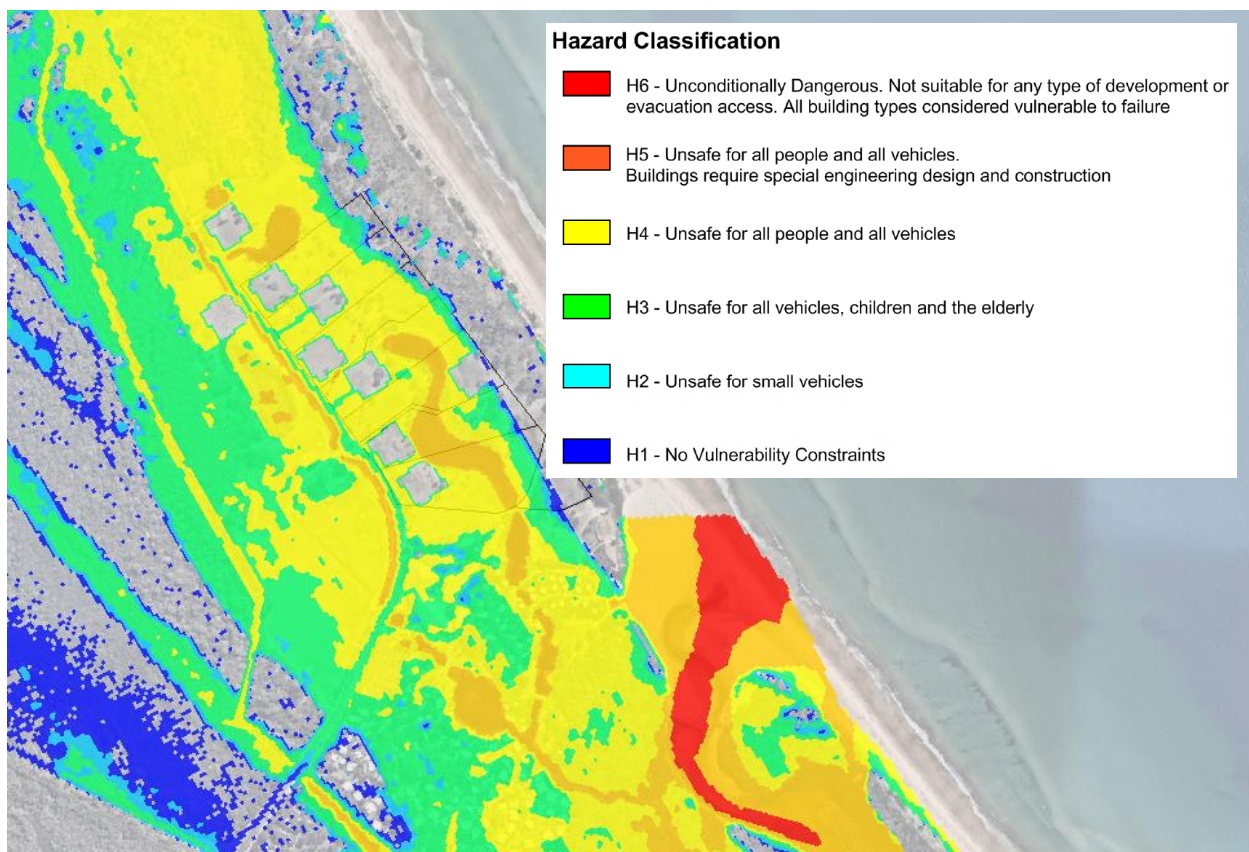 Hazard Classification
H6 - Unconditionally Dangerous. Not suitable for any type of development or
evacuation access. All building types considered vulnerable to failure
H5 - Unsafe for all people and all vehicles.
Buildings require special engineering design and construction
H4 - Unsafe for all people and all vehicles
H3 - Unsafe for all vehicles, children and the elderly
H2 - Unsafe for small vehicles
H1 - No Vulnerability Constraints